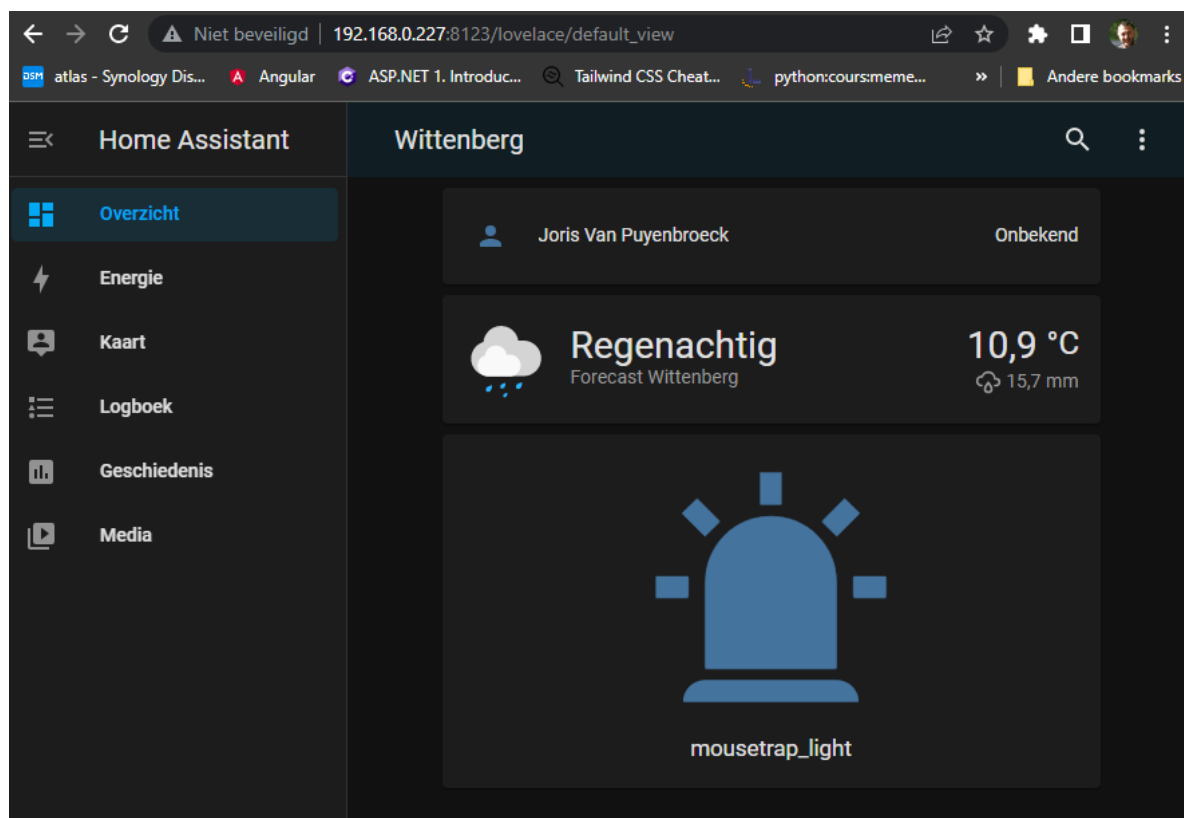 Niet beveiligd | 192.168.0.227:8123/lovelace/default_view
DSM atlas - Synology Dis... Angular ASP.NET 1. Introduc... Tailwind CSS Cheat... python:cours:meme... » Andere bookmarks
Home Assistant
Wittenberg
Overzicht
Energie
Kaart
Logboek
Geschiedenis
Media
Joris Van Puyenbroeck Onbekend
Regenachtig 10,9 °C
Forecast Wittenberg 15,7 mm
mousetrap_light